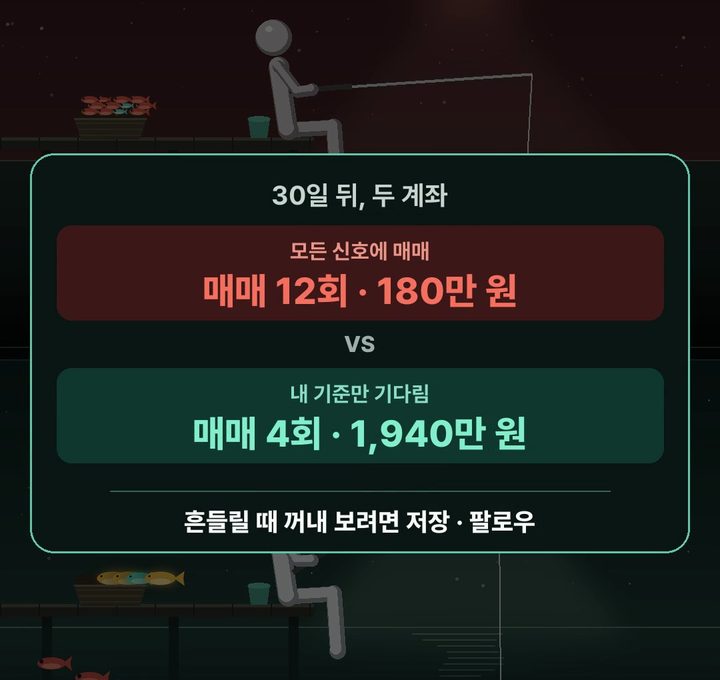 30일 뒤, 두 계좌
모든 신호에 매매
매매 12회 · 180만 원
VS
내 기준만 기다림
매매 4회 · 1,940만 원
흔들릴 때 꺼내 보려면 저장 · 팔로우